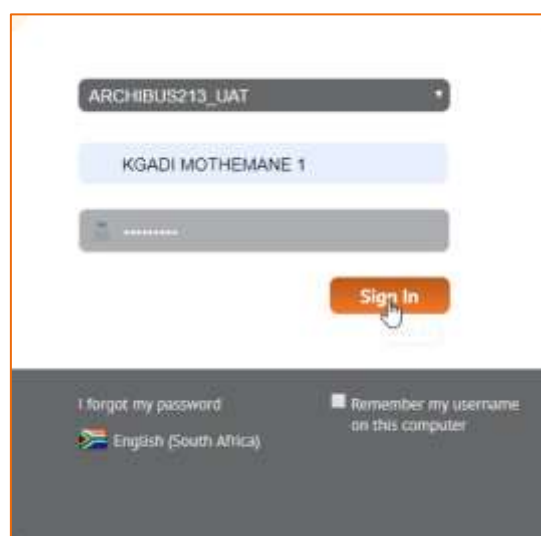 ARCHIBUS213_UAT
KGADI MOTHEMANE 1
Sign In
I forgot my password
Remember my username
on this computer
English (South Africa)